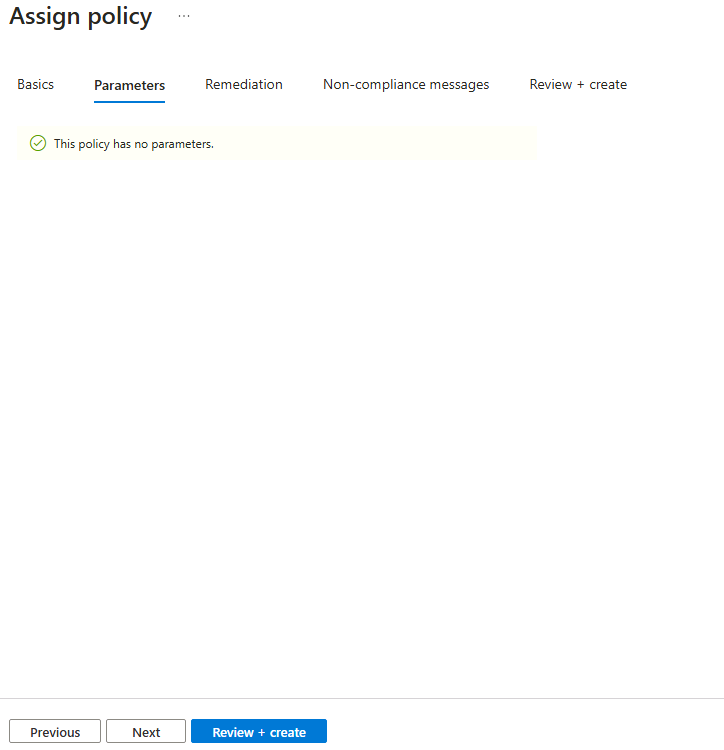 Assign policy ...
Basics Parameters Remediation Non-compliance messages Review + create
This policy has no parameters.
Previous Next Review + create